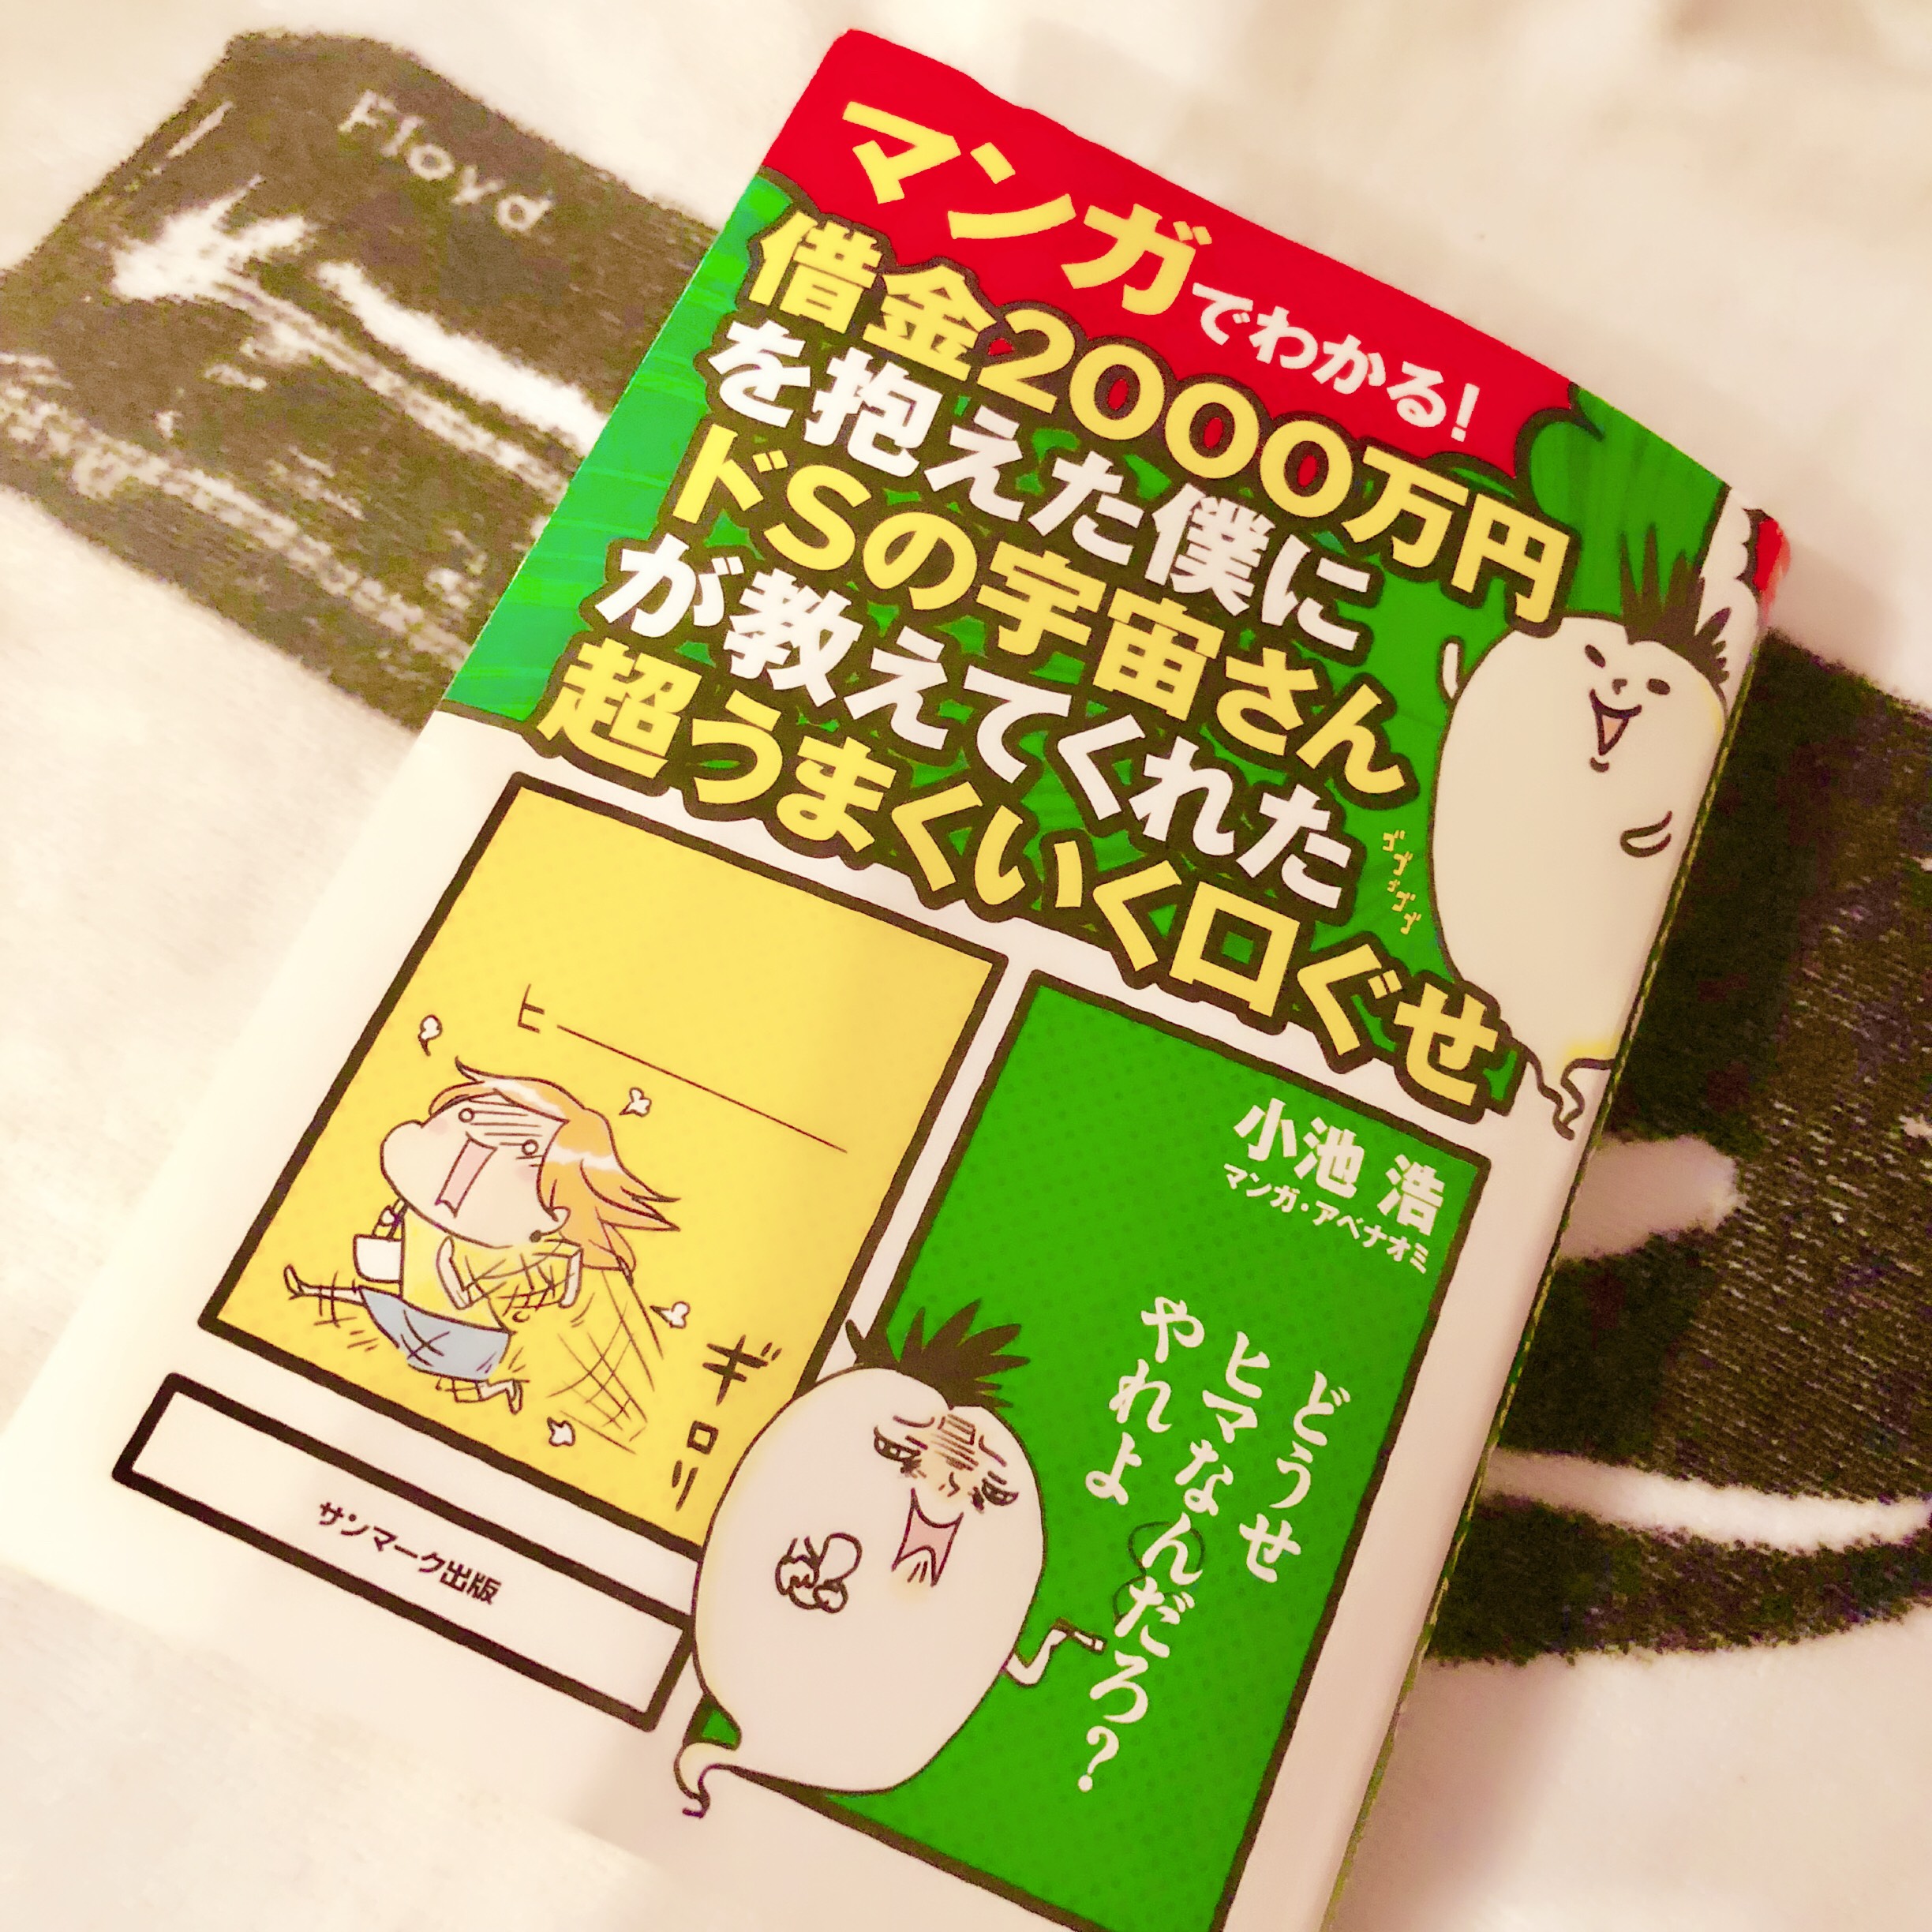 Floyd
マンガでわかる!
借金2000万円
を抱えた僕に
ドSの宇宙さん
が教えてくれた
超うまくいく口ぐせ
ゴゴゴゴゴ
小池 浩
マンガ・アベナオミ
ヒー
ギロリ
どうせ
ヒマなんだろ?
やれよ
サンマーク出版